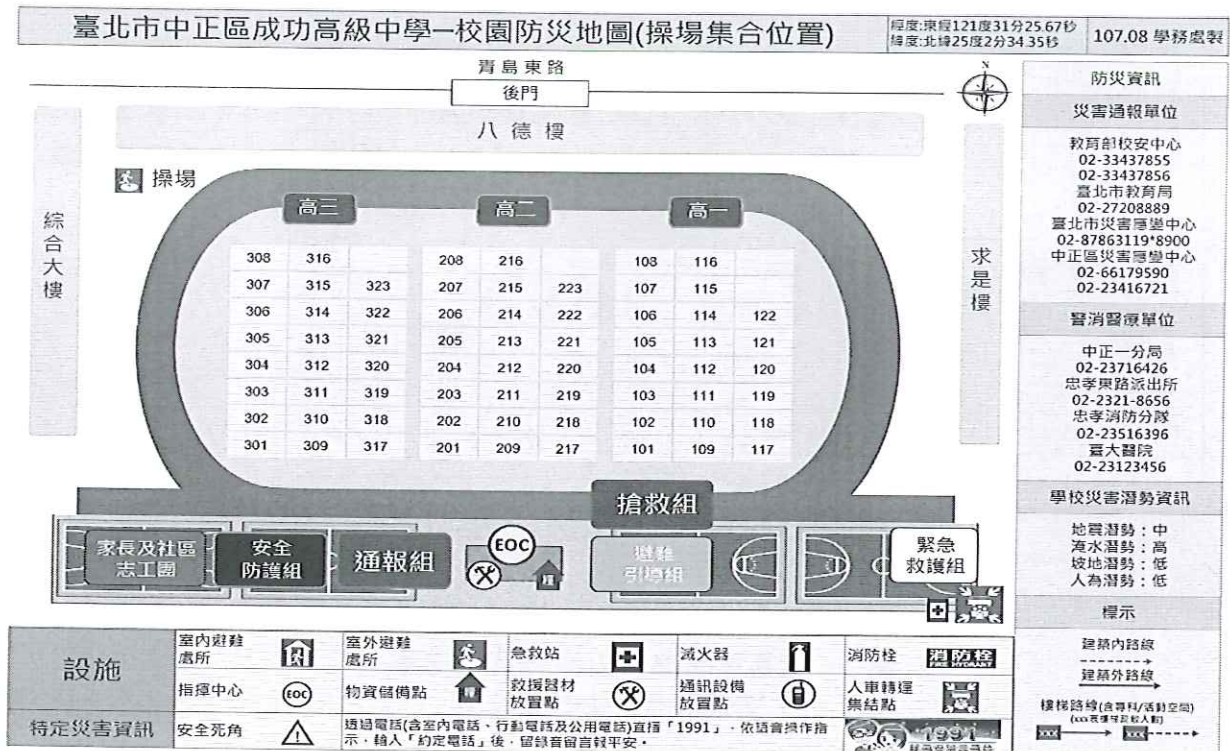 臺北市中正區成功高級中學─校園防災地圖(操場集合位置)
經度:東經121度31分25.67秒
緯度:北緯25度2分34.35秒
107.08 學務處製
青島東路
後門
八德樓
N
操場
綜合大樓
求是樓
高三
高二
高一
308 316 208 216 108 116
307 315 323 207 215 223 107 115
306 314 322 206 214 222 106 114 122
305 313 321 205 213 221 105 113 121
304 312 320 204 212 220 104 112 120
303 311 319 203 211 219 103 111 119
302 310 318 202 210 218 102 110 118
301 309 317 201 209 217 101 109 117
搶救組
家長及社區
志工團
安全
防護組
通報組
EOC
糧
避難
引導組
緊急
救護組
防災資訊
災害通報單位
教育部校安中心
02-33437855
02-33437856
臺北市教育局
02-27208889
臺北市災害應變中心
02-87863119*8900
中正區災害應變中心
02-66179590
02-23416721
警消醫療單位
中正一分局
02-23716426
忠孝東路派出所
02-2321-8656
忠孝消防分隊
02-23516396
臺大醫院
02-23123456
學校災害潛勢資訊
地震潛勢：中
淹水潛勢：高
坡地潛勢：低
人為潛勢：低
標示
建築內路線
建築外路線
樓梯路線(含專科/活動空間)
設施
室內避難
處所
室外避難
處所
急救站
滅火器
消防栓
消防栓
FIRE HYDRANT
指揮中心
EOC
物資儲備點
糧
救援器材
放置點
通訊設備
放置點
人車轉運
集結點
特定災害資訊
安全死角
透過電話(含室內電話、行動電話及公用電話)直撥「1991」，依語音操作指
示，輸入「約定電話」後，留錄音留言報平安。
1991